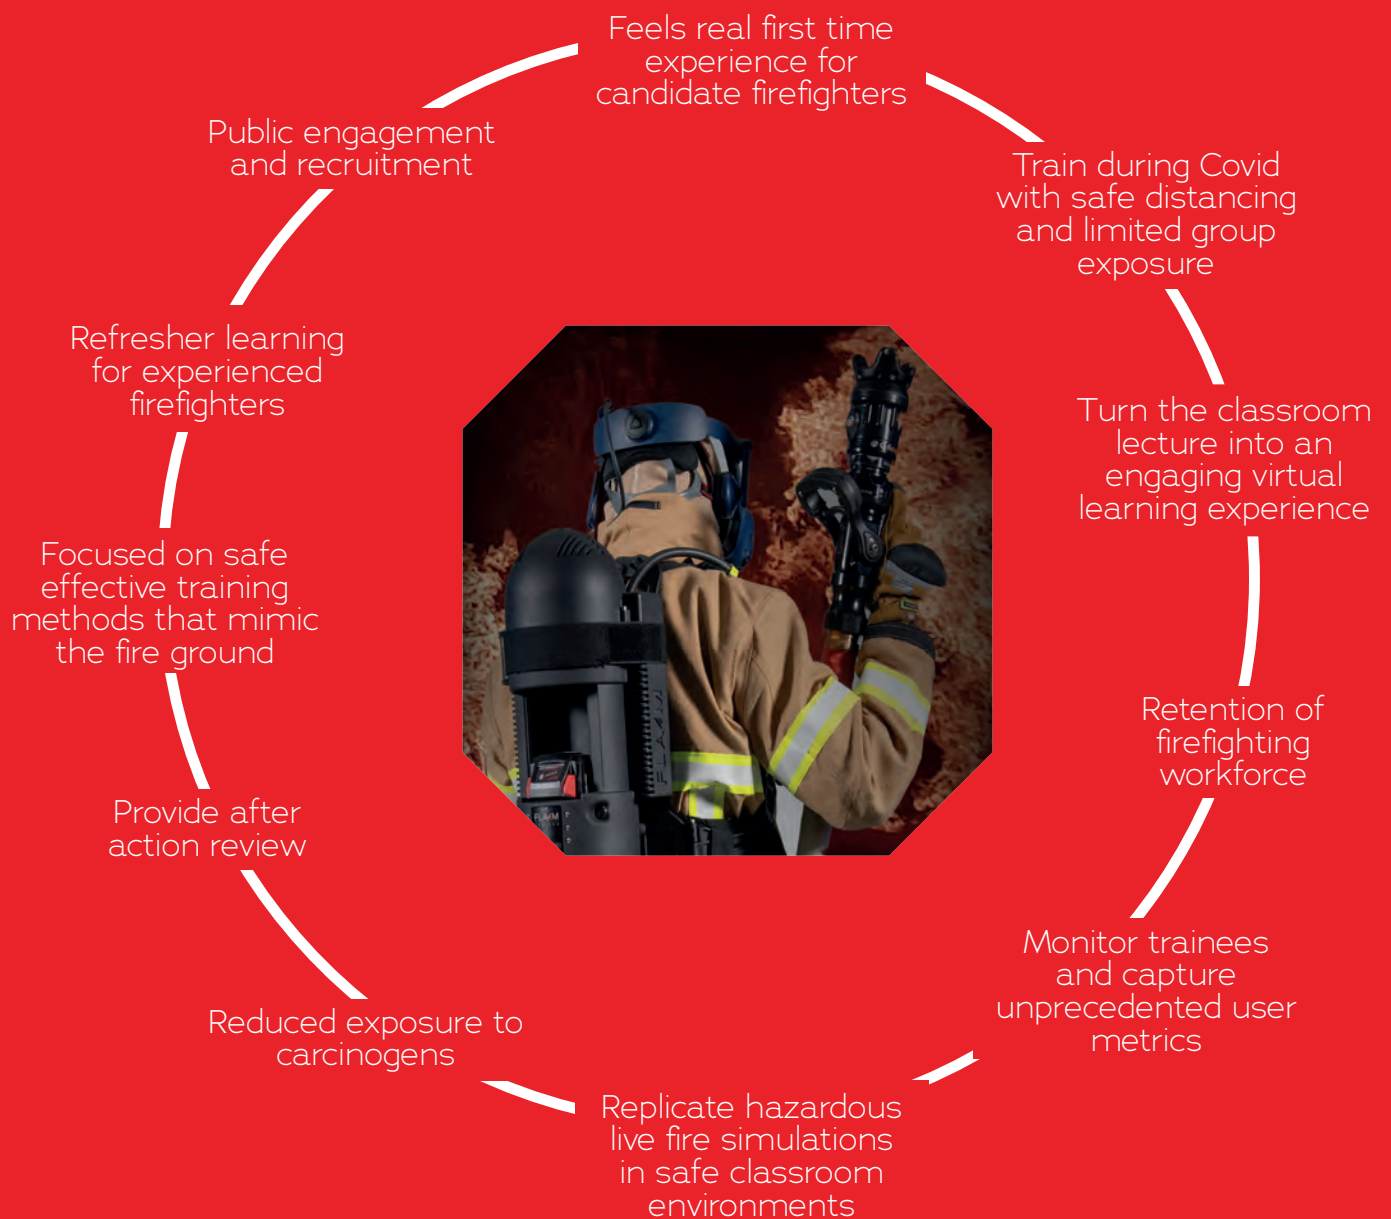 Feels real first time
experience for
candidate firefighters
Train during Covid
with safe distancing
and limited group
exposure
Turn the classroom
lecture into an
engaging virtual
learning experience
Retention of
firefighting
workforce
Monitor trainees
and capture
unprecedented user
metrics
Replicate hazardous
live fire simulations
in safe classroom
environments
Reduced exposure to
carcinogens
Provide after
action review
Focused on safe
effective training
methods that mimic
the fire ground
Refresher learning
for experienced
firefighters
Public engagement
and recruitment
FLAIM
FLAIM